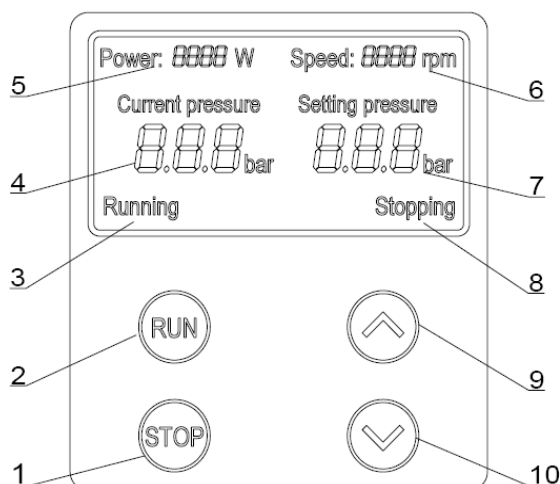 Power: 8888 W Speed: 8888 rpm
5 6
Current pressure Setting pressure
8.8.8 bar 8.8.8 bar
4 7
Running Stopping
3 8
RUN
2 9
STOP
1 10